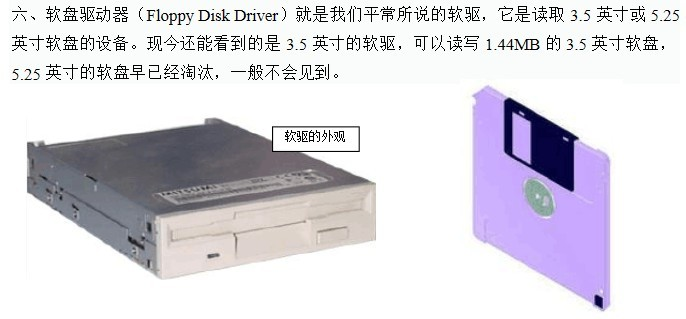 六、软盘驱动器（Floppy Disk Driver）就是我们平常所说的软驱，它是读取 3.5 英寸或 5.25
英寸软盘的设备。现今还能看到的是 3.5 英寸的软驱，可以读写 1.44MB 的 3.5 英寸软盘，
5.25 英寸的软盘早已经淘汰，一般不会见到。
软驱的外观
MITSUMI